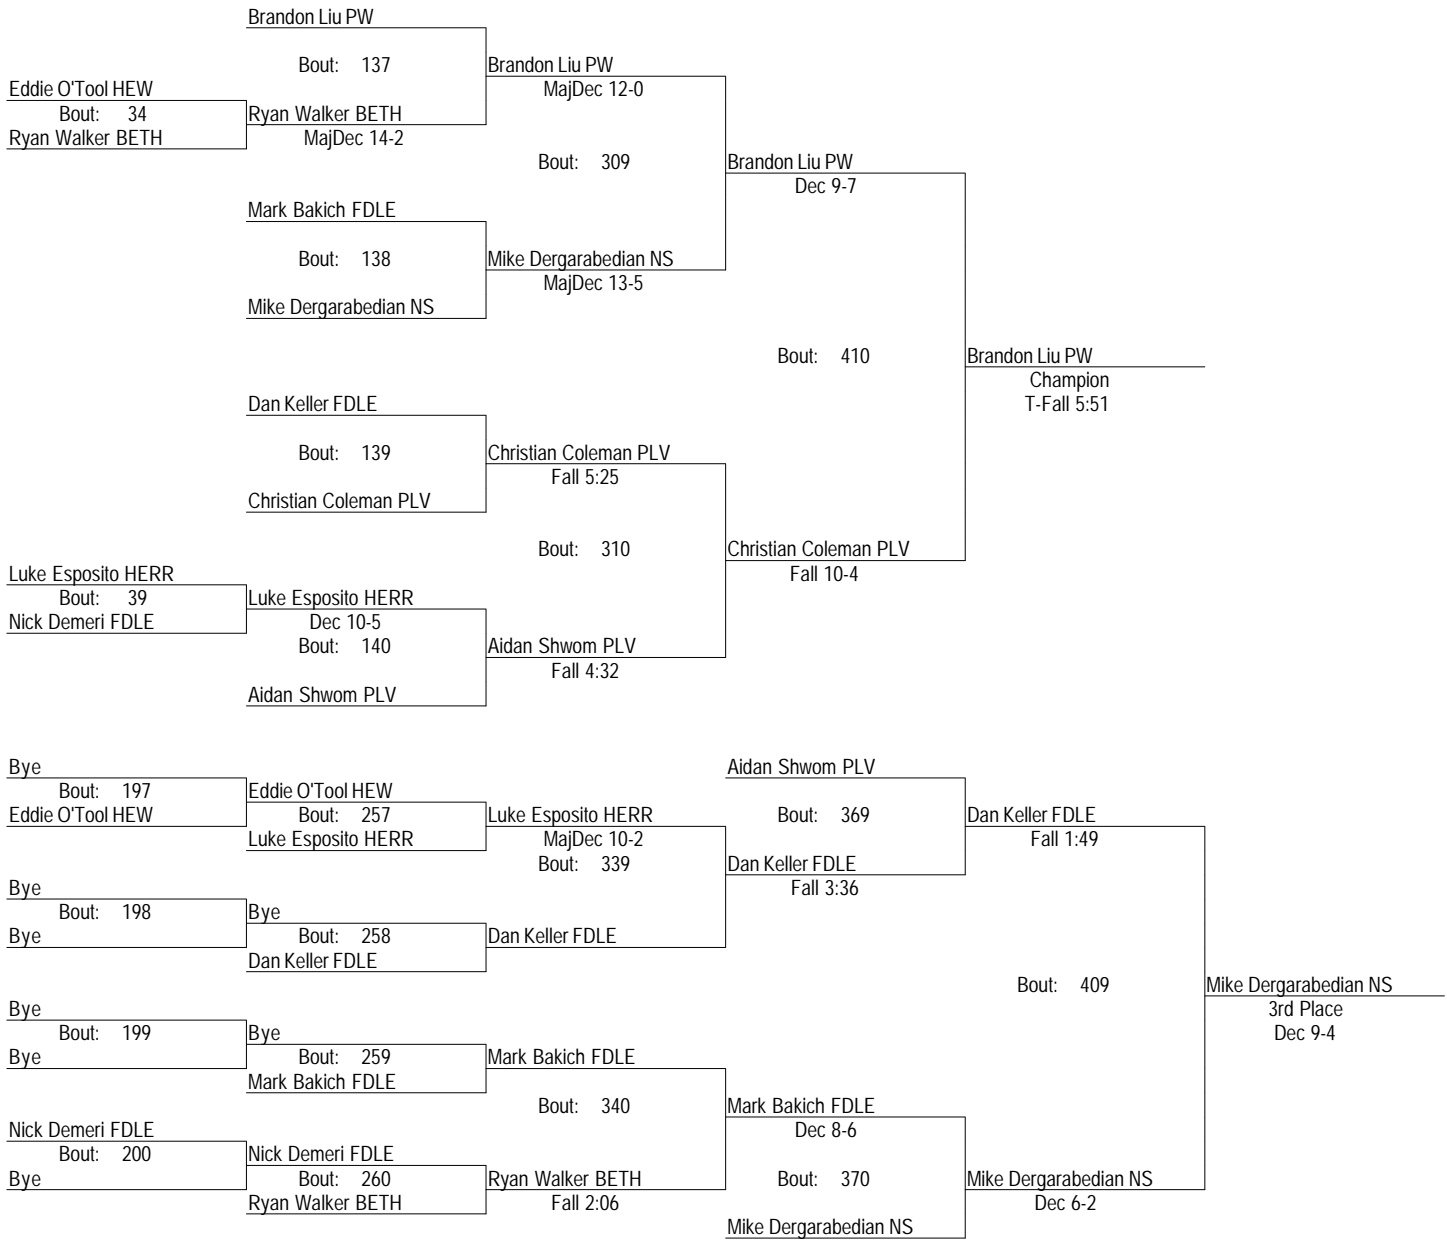 Brandon Liu PW
Bout: 137
Brandon Liu PW
Eddie O'Tool HEW
MajDec 12-0
Bout: 34
Ryan Walker BETH
Ryan Walker BETH
MajDec 14-2
Bout: 309
Brandon Liu PW
Dec 9-7
Mark Bakich FDLE
Bout: 138
Mike Dergarabedian NS
MajDec 13-5
Mike Dergarabedian NS
Bout: 410
Brandon Liu PW
Champion
T-Fall 5:51
Dan Keller FDLE
Bout: 139
Christian Coleman PLV
Fall 5:25
Christian Coleman PLV
Bout: 310
Christian Coleman PLV
Fall 10-4
Luke Esposito HERR
Bout: 39
Luke Esposito HERR
Nick Demeri FDLE
Dec 10-5
Bout: 140
Aidan Shwom PLV
Fall 4:32
Aidan Shwom PLV
Bye
Aidan Shwom PLV
Bout: 197
Eddie O'Tool HEW
Eddie O'Tool HEW
Bout: 257
Luke Esposito HERR
Bout: 369
Dan Keller FDLE
Luke Esposito HERR
MajDec 10-2
Fall 1:49
Bout: 339
Dan Keller FDLE
Bye
Fall 3:36
Bout: 198
Bye
Bye
Bout: 258
Dan Keller FDLE
Dan Keller FDLE
Bout: 409
Mike Dergarabedian NS
3rd Place
Dec 9-4
Bye
Bout: 199
Bye
Bye
Bout: 259
Mark Bakich FDLE
Mark Bakich FDLE
Bout: 340
Mark Bakich FDLE
Dec 8-6
Nick Demeri FDLE
Bout: 200
Nick Demeri FDLE
Bye
Bout: 260
Ryan Walker BETH
Bout: 370
Mike Dergarabedian NS
Ryan Walker BETH
Fall 2:06
Dec 6-2
Mike Dergarabedian NS